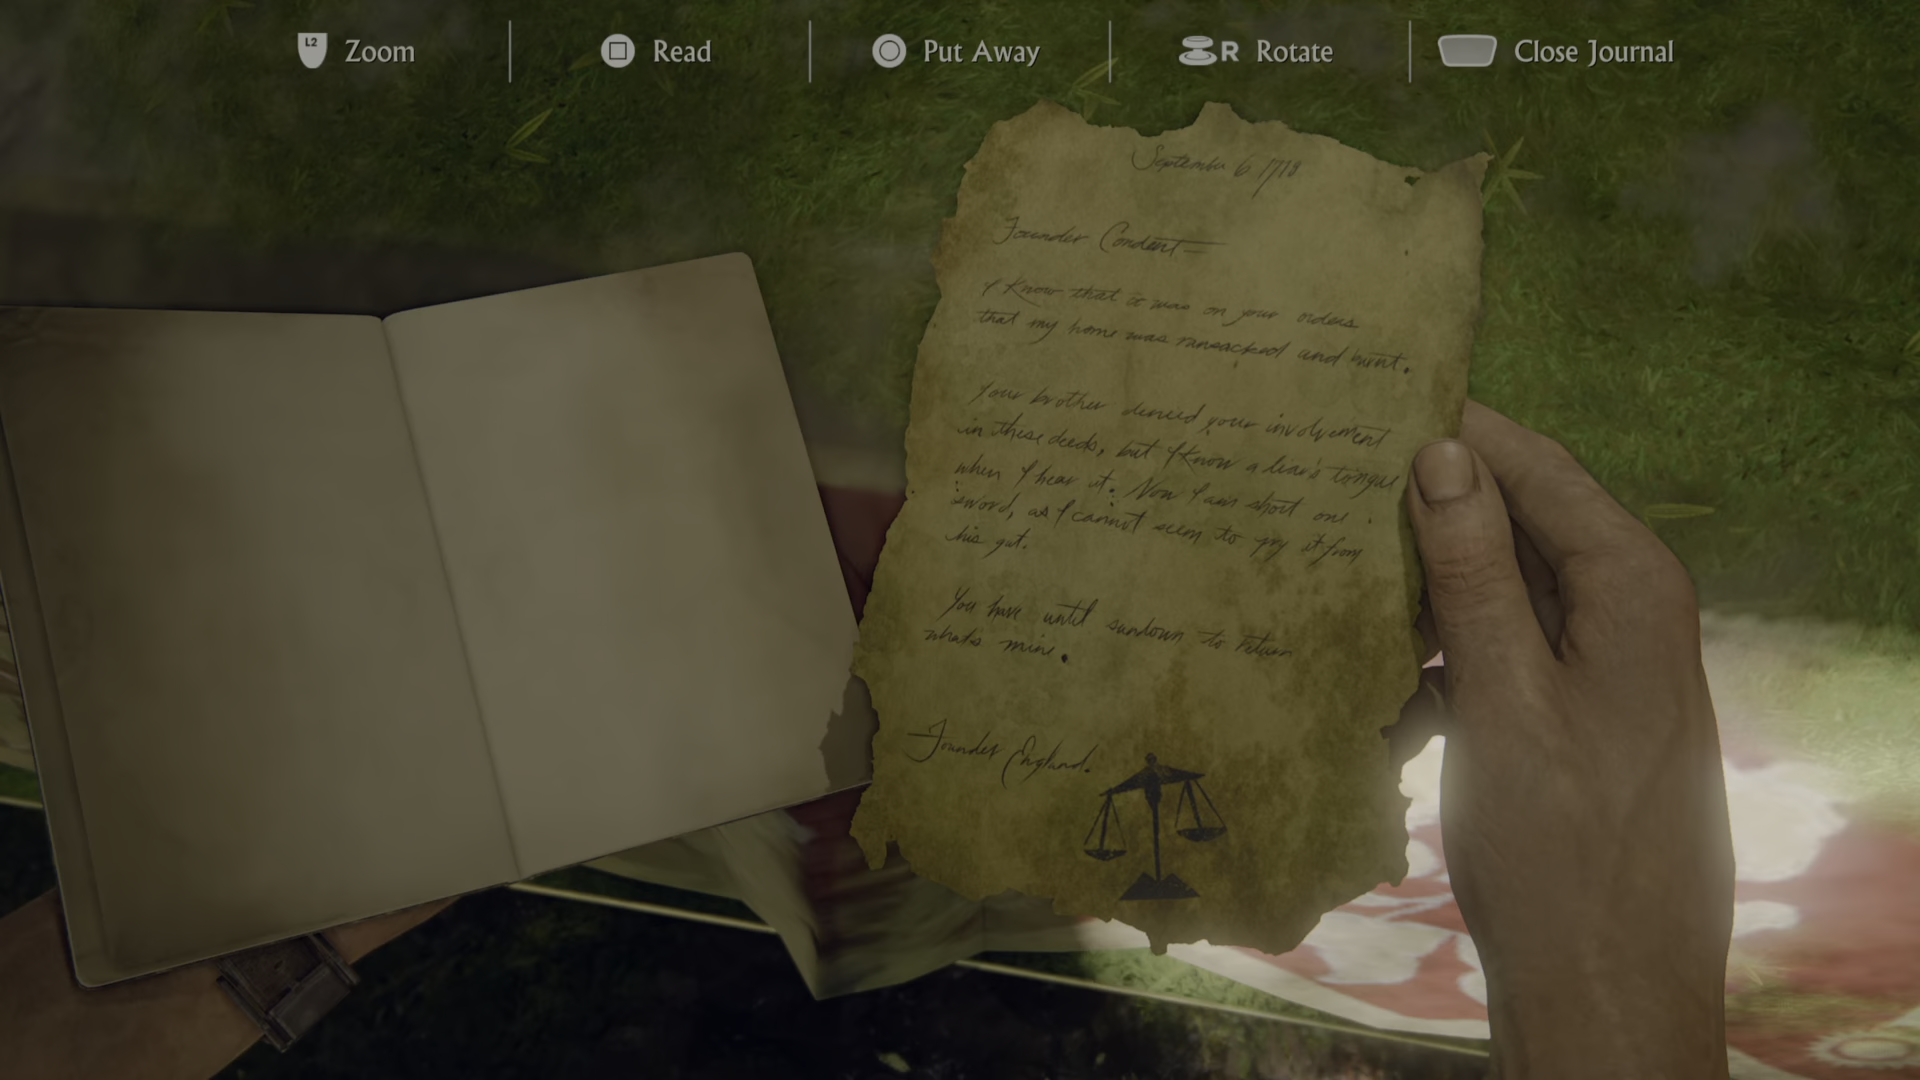 L2 Zoom
Read
Put Away
R Rotate
Close Journal
September 6 1718
Founder Condent—
I know that it was on your orders
that my home was ransacked and burnt.
Your brother denied your involvement
in these deeds, but I know a liar's tongue
when I hear it. Now I am short one
sword, as I cannot seem to pry it from
his gut.
You have until sundown to return
what's mine.
Founder England.